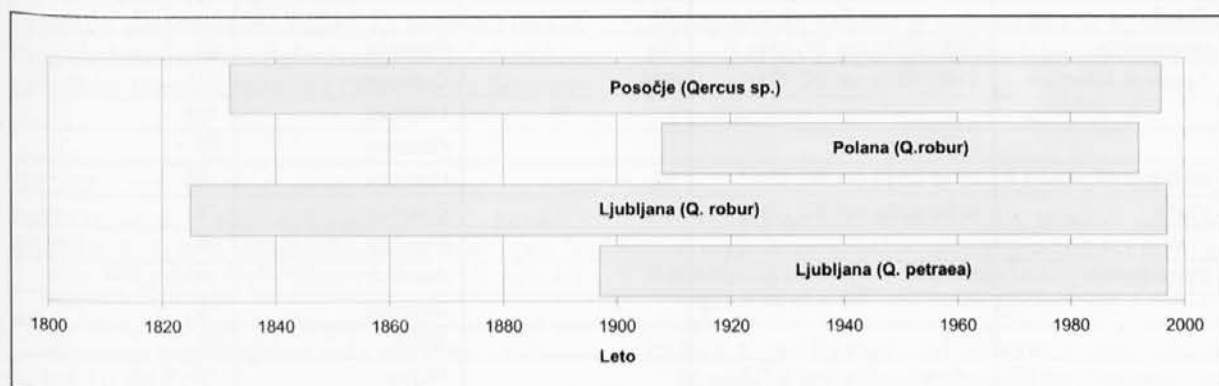 Posočje (Qercus sp.)
Polana (Q.robur)
Ljubljana (Q. robur)
Ljubljana (Q. petraea)
1800 1820 1840 1860 1880 1900 1920 1940 1960 1980 2000
Leto